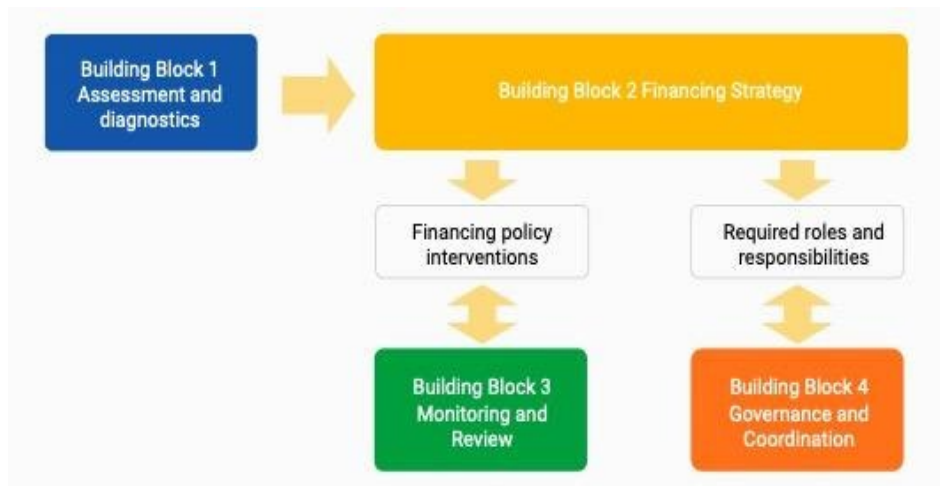 Building Block 1
Assessment and
diagnostics
Building Block 2 Financing Strategy
Financing policy
interventions
Required roles and
responsibilities
Building Block 3
Monitoring and
Review
Building Block 4
Governance and
Coordination